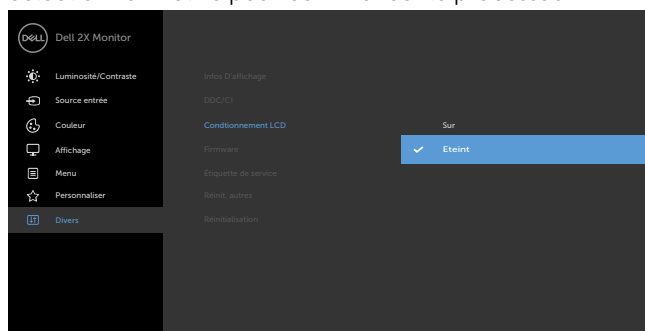 DELL Dell 2X Monitor
Luminosité/Contraste
Infos D'affichage
Source entrée
DDC/CI
Couleur
Condtionnement LCD
Sur
Affichage
Firmware
Eteint
Menu
Étiquette de service
Personnaliser
Réinit. autres
Divers
Réinitialisation